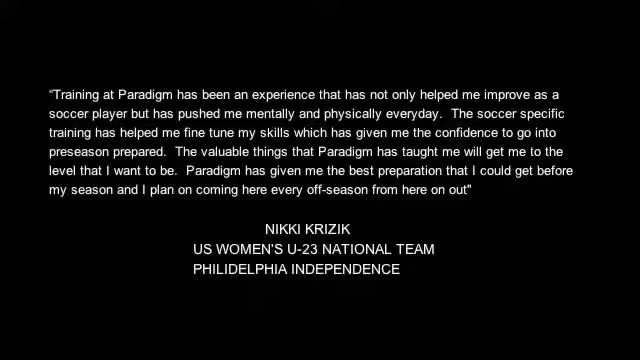 "Training at Paradigm has been an experience that has not only helped me improve as a
soccer player but has pushed me mentally and physically everyday.  The soccer specific
training has helped me fine tune my skills which has given me the confidence to go into
preseason prepared.  The valuable things that Paradigm has taught me will get me to the
level that I want to be.  Paradigm has given me the best preparation that I could get before
my season and I plan on coming here every off-season from here on out"
NIKKI KRIZIK
US WOMEN'S U-23 NATIONAL TEAM
PHILIDELPHIA INDEPENDENCE